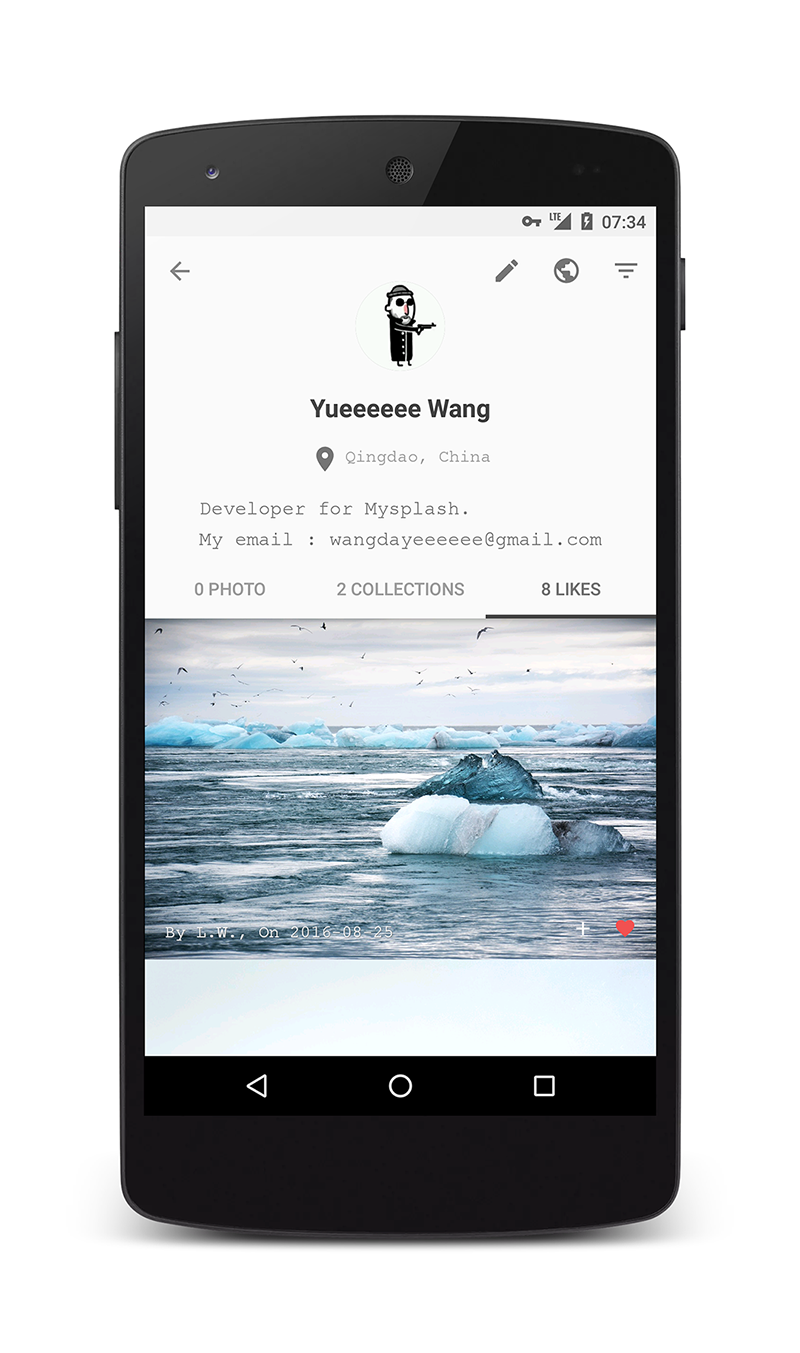 LTE 07:34
Yueeeeee Wang
Qingdao, China
Developer for Mysplash.
My email : wangdayeeeeee@gmail.com
0 PHOTO 2 COLLECTIONS 8 LIKES
By L.W., On 2016-08-25